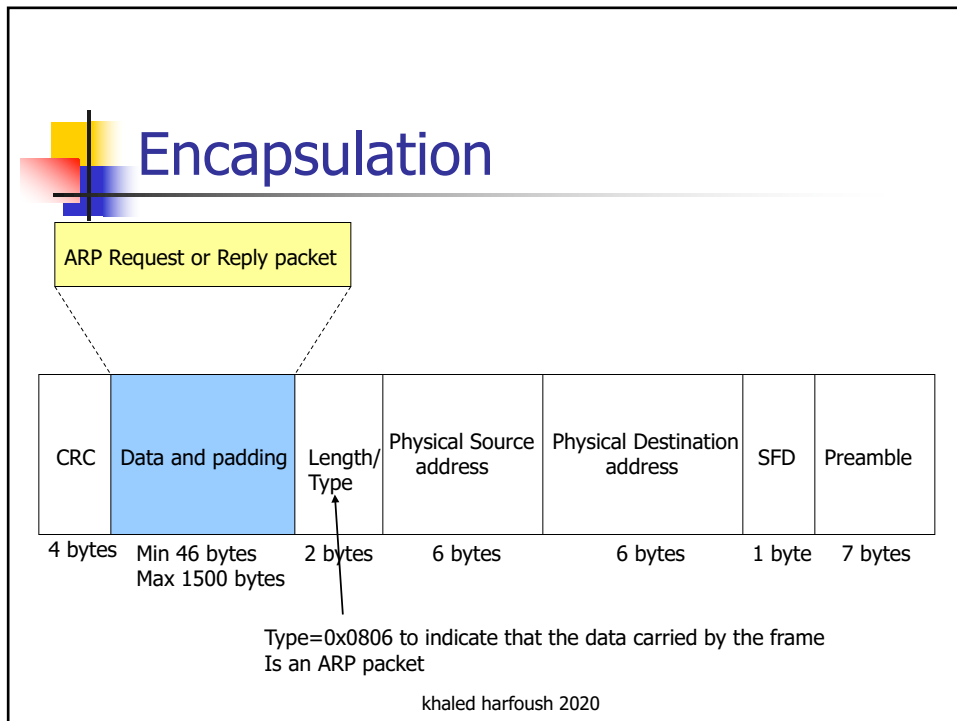 Encapsulation
ARP Request or Reply packet
CRC
Data and padding
Length/
Type
Physical Source
address
Physical Destination
address
SFD
Preamble
4 bytes
Min 46 bytes
Max 1500 bytes
2 bytes
6 bytes
6 bytes
1 byte
7 bytes
Type=0x0806 to indicate that the data carried by the frame
Is an ARP packet
khaled harfoush 2020